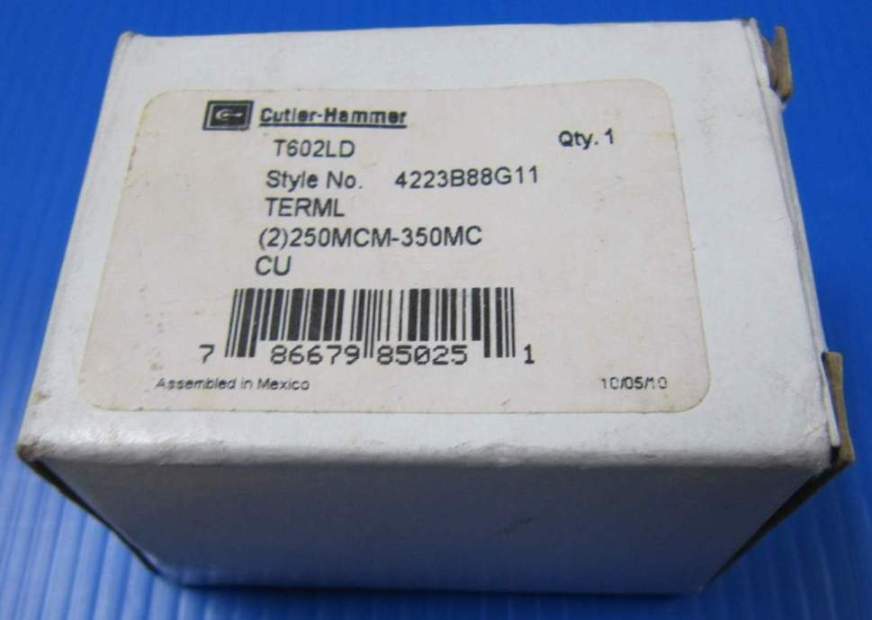 Cutler-Hammer
T602LD Qty. 1
Style No. 4223B88G11
TERML
(2)250MCM-350MC
CU
7 86679 85025 1
Assembled in Mexico 10/05/10